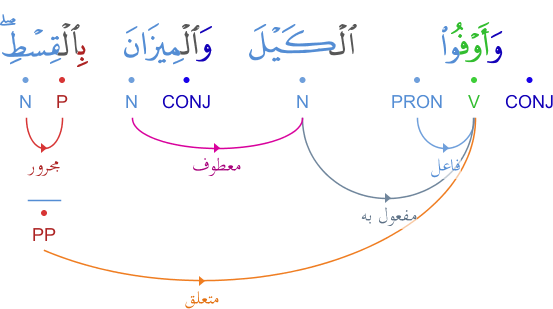 وَأَوْفُوا۟ ٱلْكَيْلَ وَٱلْمِيزَانَ بِٱلْقِسْطِ ۖ
CONJ V PRON N CONJ N P N
فاعل معطوف مجرور
مفعول به
PP
متعلق